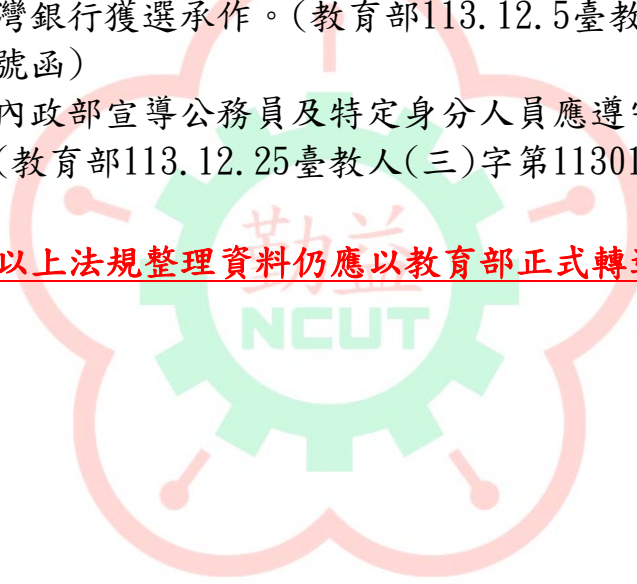 灣銀行獲選承作。(教育部113.12.5臺教
號函)
內政部宣導公務員及特定身分人員應遵
(教育部113.12.25臺教人(三)字第11301
以上法規整理資料仍應以教育部正式轉
勤益
NCUT